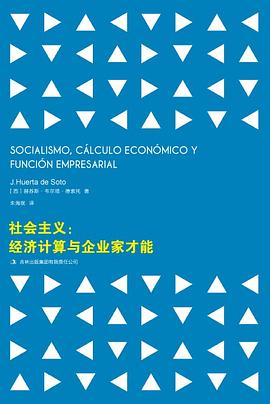 SOCIALISMO, CÁLCULO ECONÓMICO Y
FUNCIÓN EMPRESARIAL
J.Huerta de Soto
［西］赫苏斯·韦尔塔·德索托 著
朱海就 译
社会主义：
经济计算与企业家才能
吉林出版集团有限责任公司